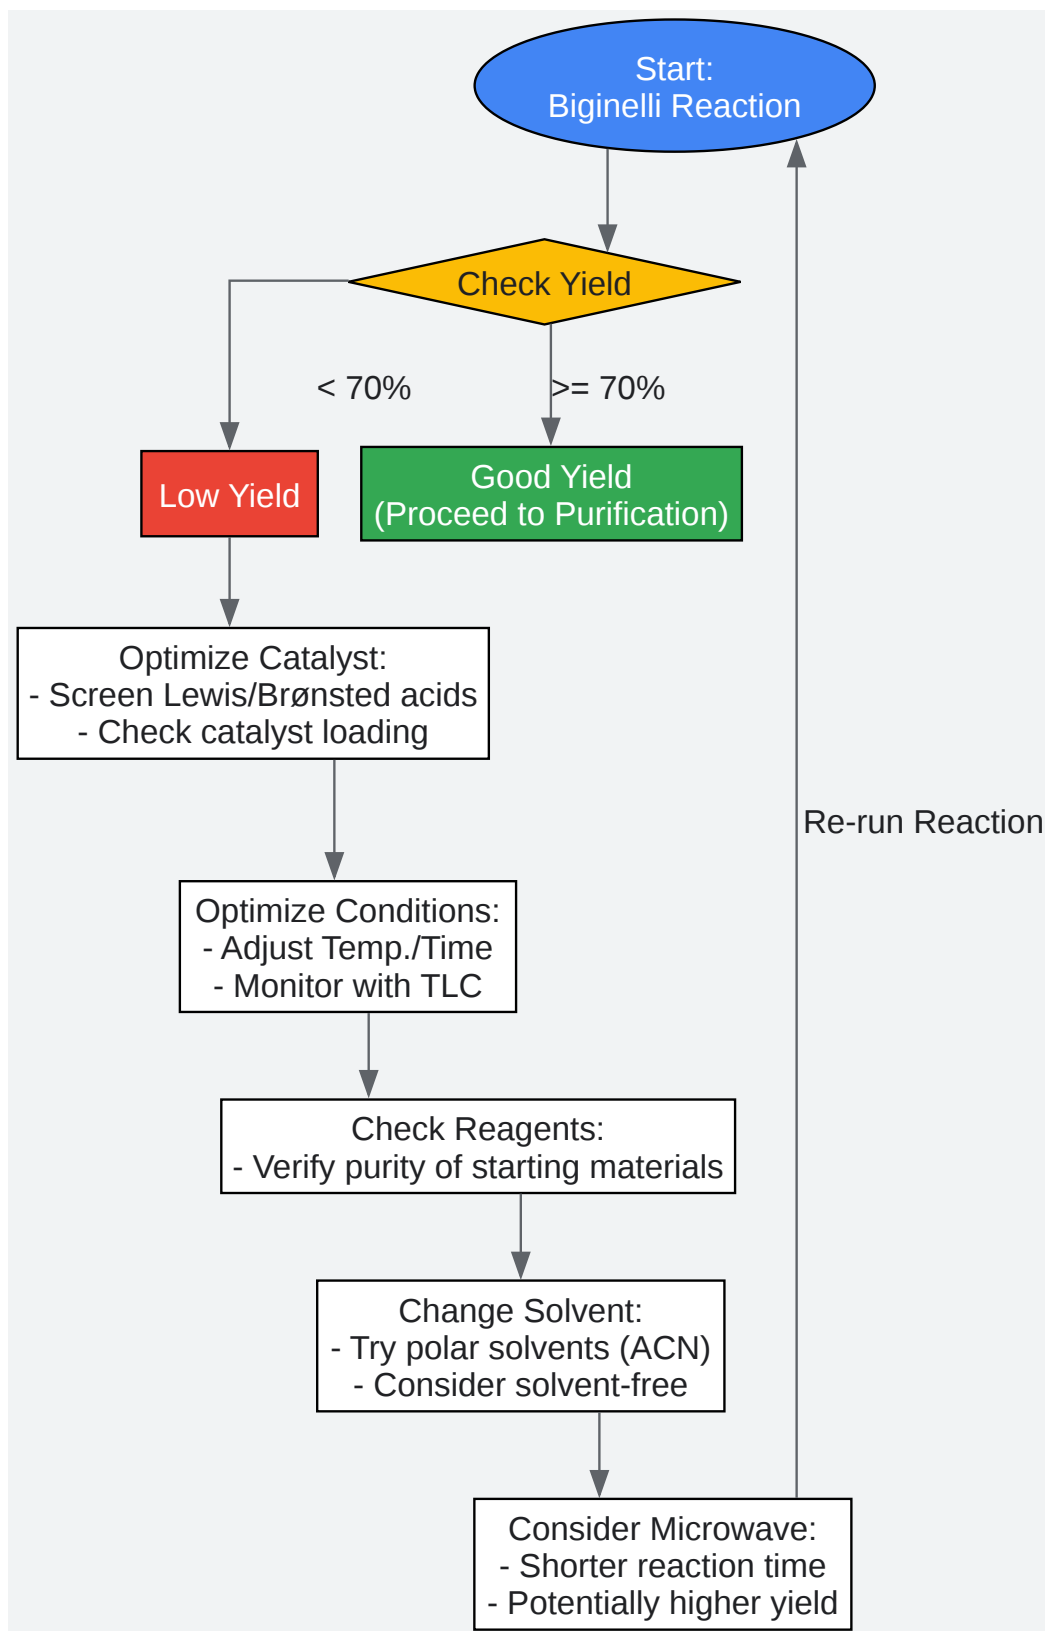 Start:
Biginelli Reaction
Check Yield
< 70%
>= 70%
Low Yield
Good Yield
(Proceed to Purification)
Optimize Catalyst:
- Screen Lewis/Brønsted acids
- Check catalyst loading
Re-run Reaction
Optimize Conditions:
- Adjust Temp./Time
- Monitor with TLC
Check Reagents:
- Verify purity of starting materials
Change Solvent:
- Try polar solvents (ACN)
- Consider solvent-free
Consider Microwave:
- Shorter reaction time
- Potentially higher yield